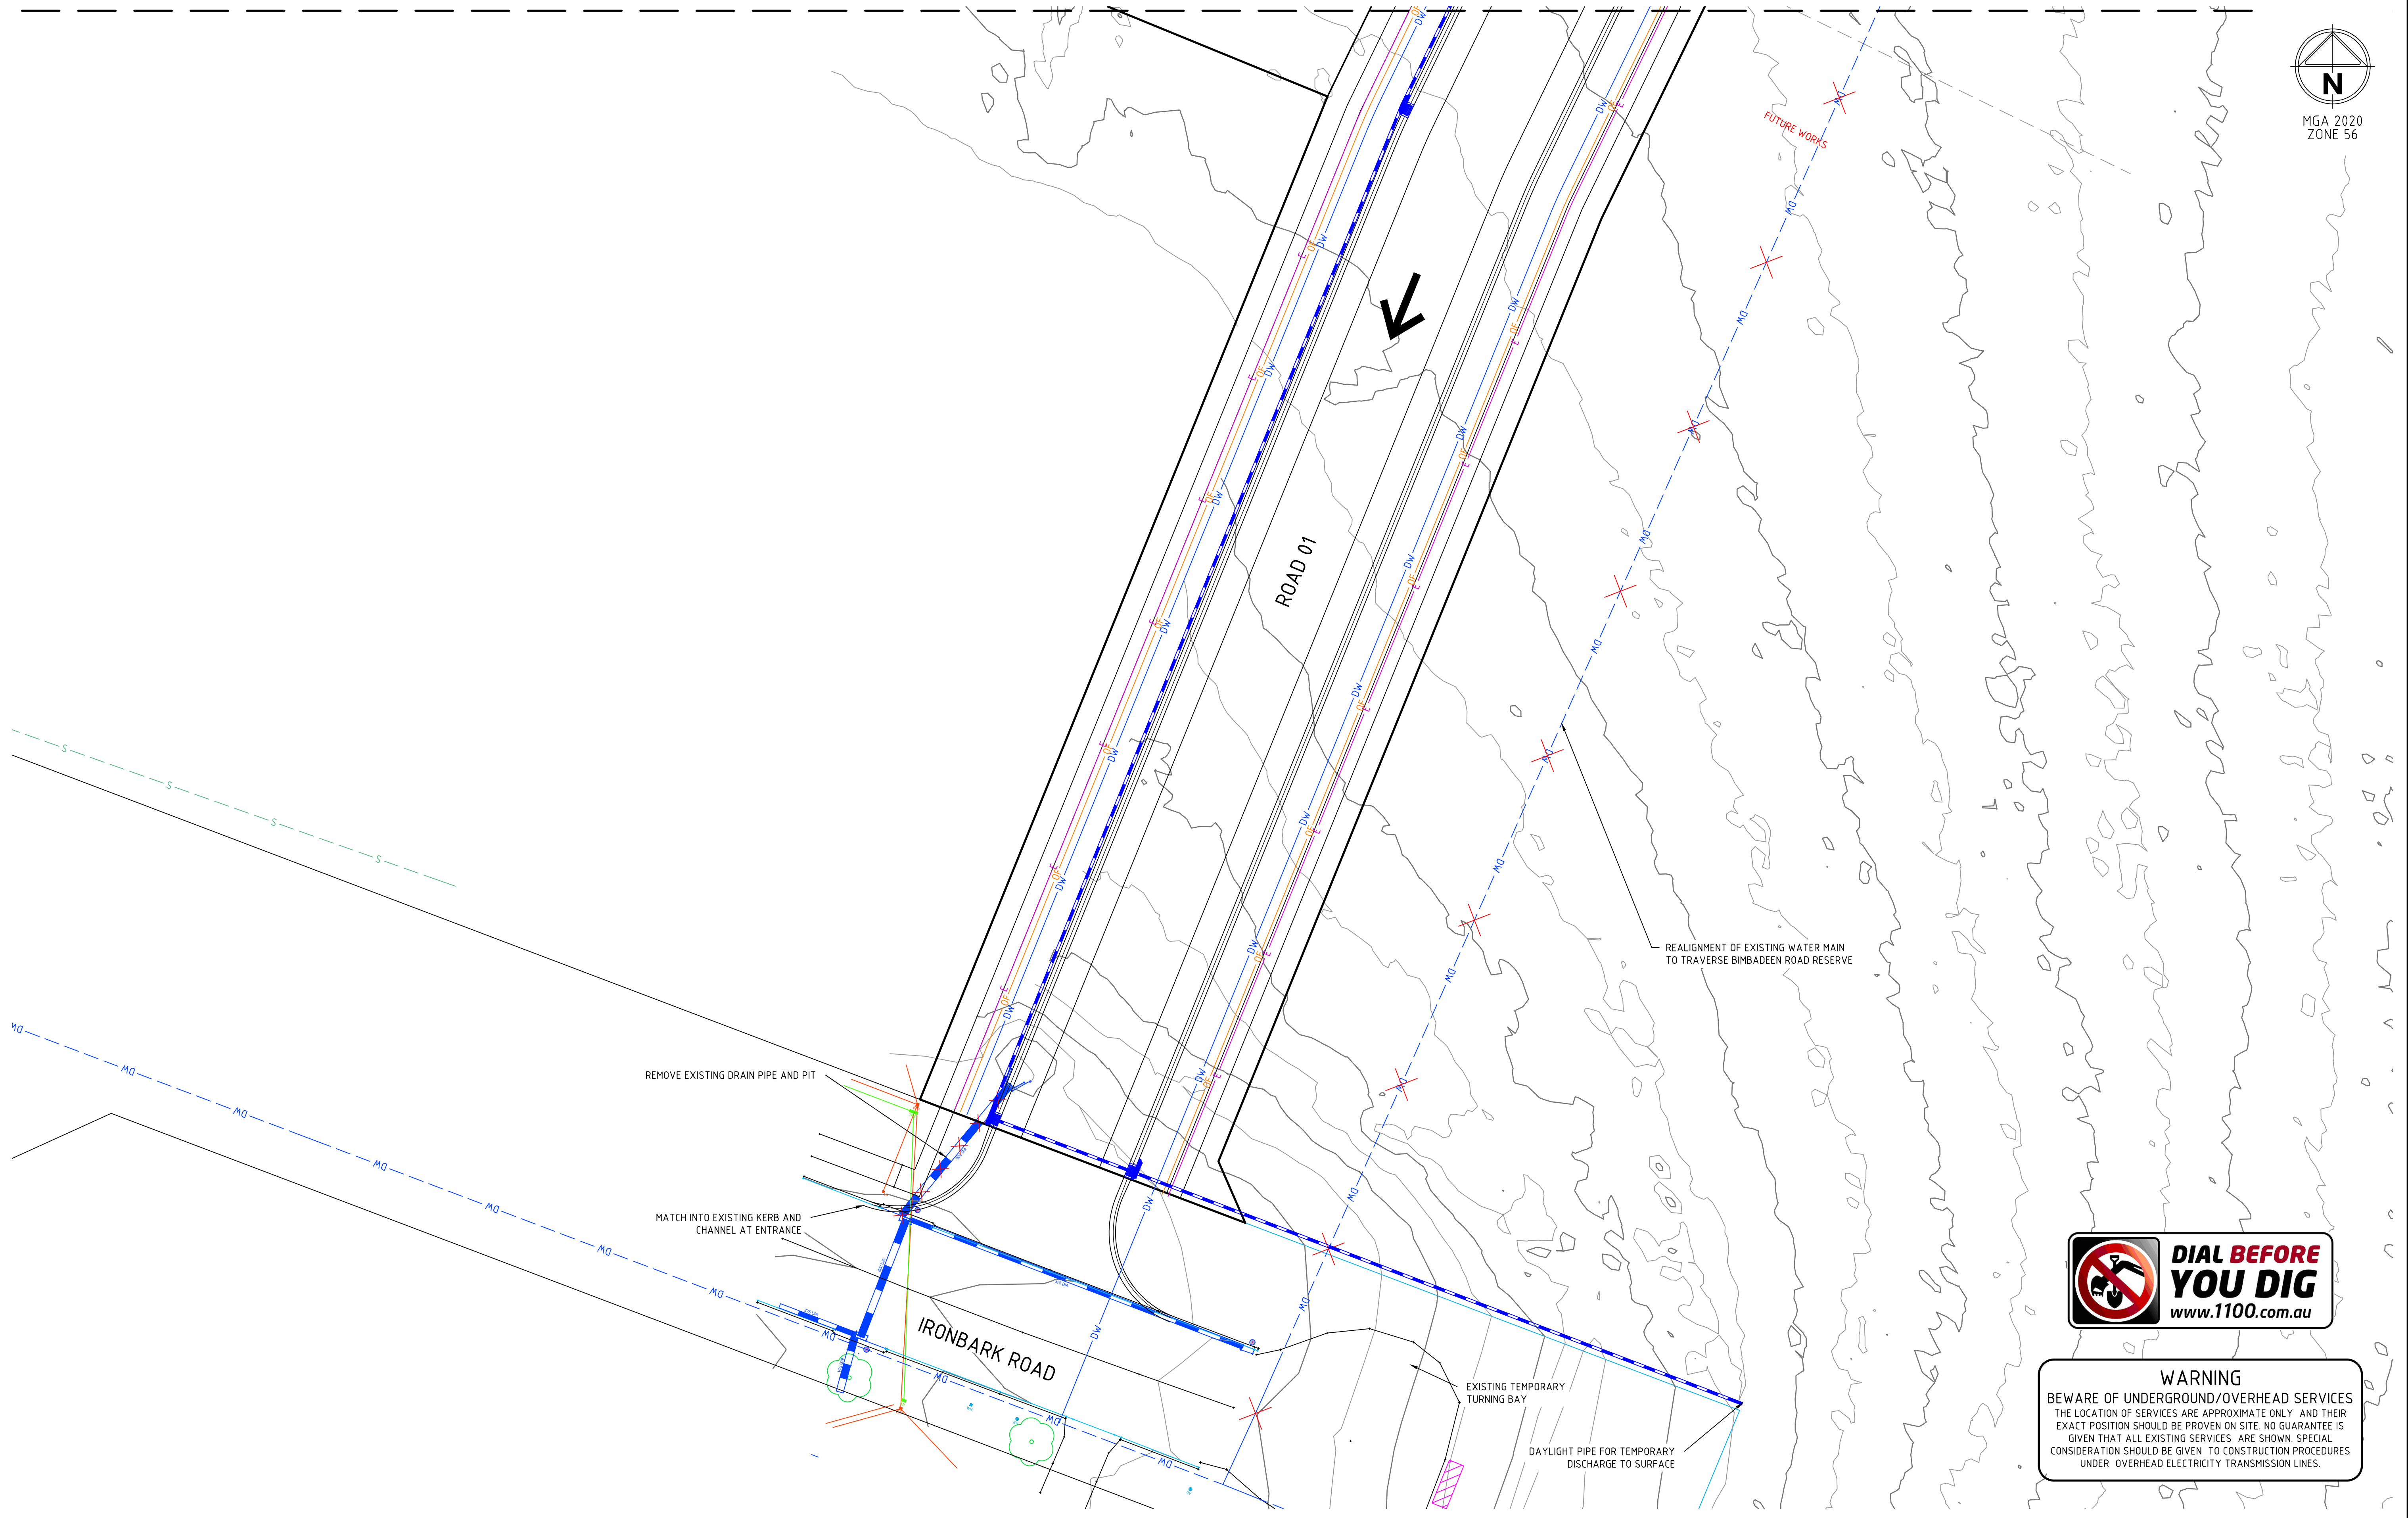 N
MGA 2020
ZONE 56
FUTURE WORKS
ROAD 01
REALIGNMENT OF EXISTING WATER MAIN
TO TRAVERSE BIMBADEEN ROAD RESERVE
REMOVE EXISTING DRAIN PIPE AND PIT
MATCH INTO EXISTING KERB AND
CHANNEL AT ENTRANCE
IRONBARK ROAD
EXISTING TEMPORARY
TURNING BAY
DAYLIGHT PIPE FOR TEMPORARY
DISCHARGE TO SURFACE
DW
OF
E
S
DIAL BEFORE
YOU DIG
www.1100.com.au
WARNING
BEWARE OF UNDERGROUND/OVERHEAD SERVICES
THE LOCATION OF SERVICES ARE APPROXIMATE ONLY AND THEIR
EXACT POSITION SHOULD BE PROVEN ON SITE. NO GUARANTEE IS
GIVEN THAT ALL EXISTING SERVICES ARE SHOWN. SPECIAL
CONSIDERATION SHOULD BE GIVEN TO CONSTRUCTION PROCEDURES
UNDER OVERHEAD ELECTRICITY TRANSMISSION LINES.